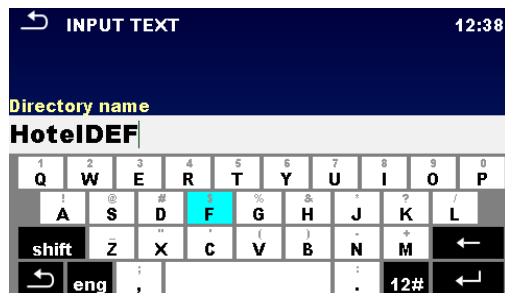 INPUT TEXT 12:38
Directory name
HotelDEF
1 2 3 4 5 6 7 8 9 0
Q W E R T Y U I O P
! @ # $ % & * ? /
A S D F G H J K L
_ " ' ( ) - +
shift Z X C V B N M ←
; :
eng , . 12#